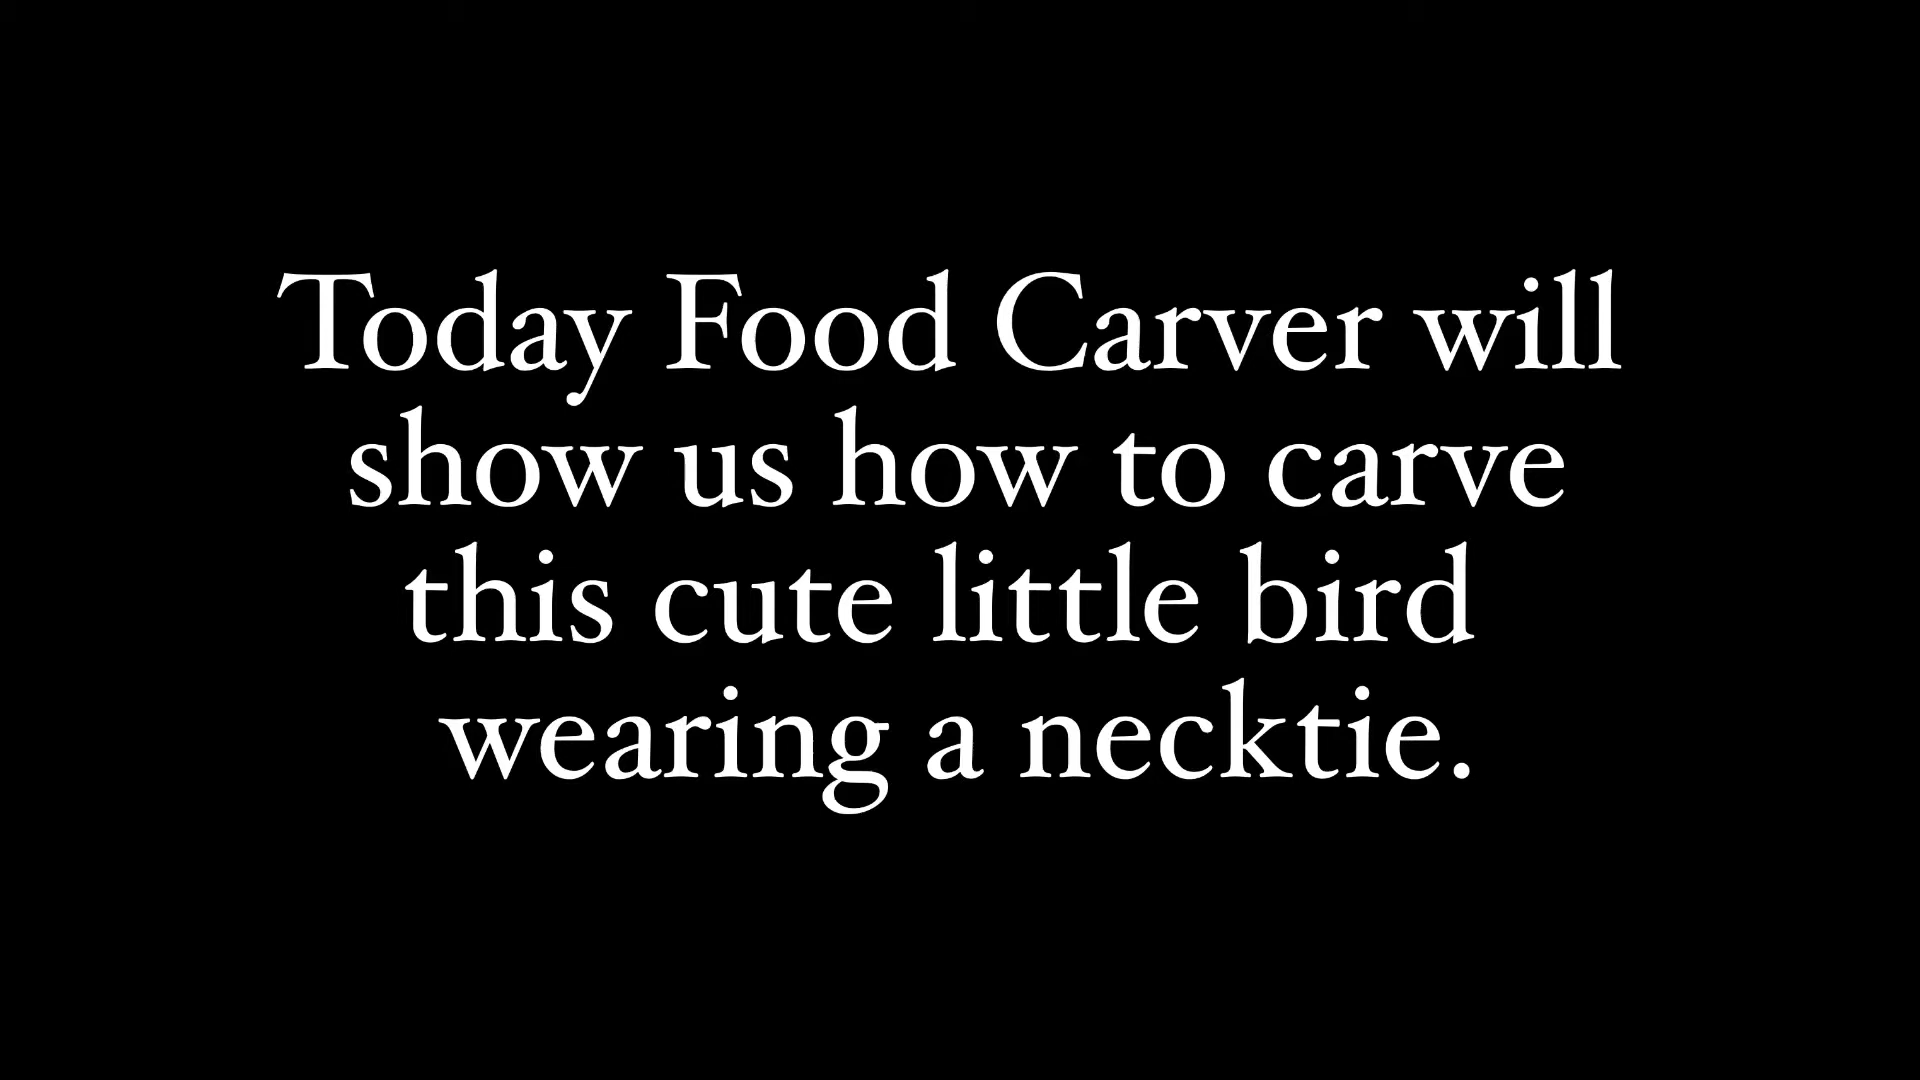 Today Food Carver will
show us how to carve
this cute little bird
wearing a necktie.